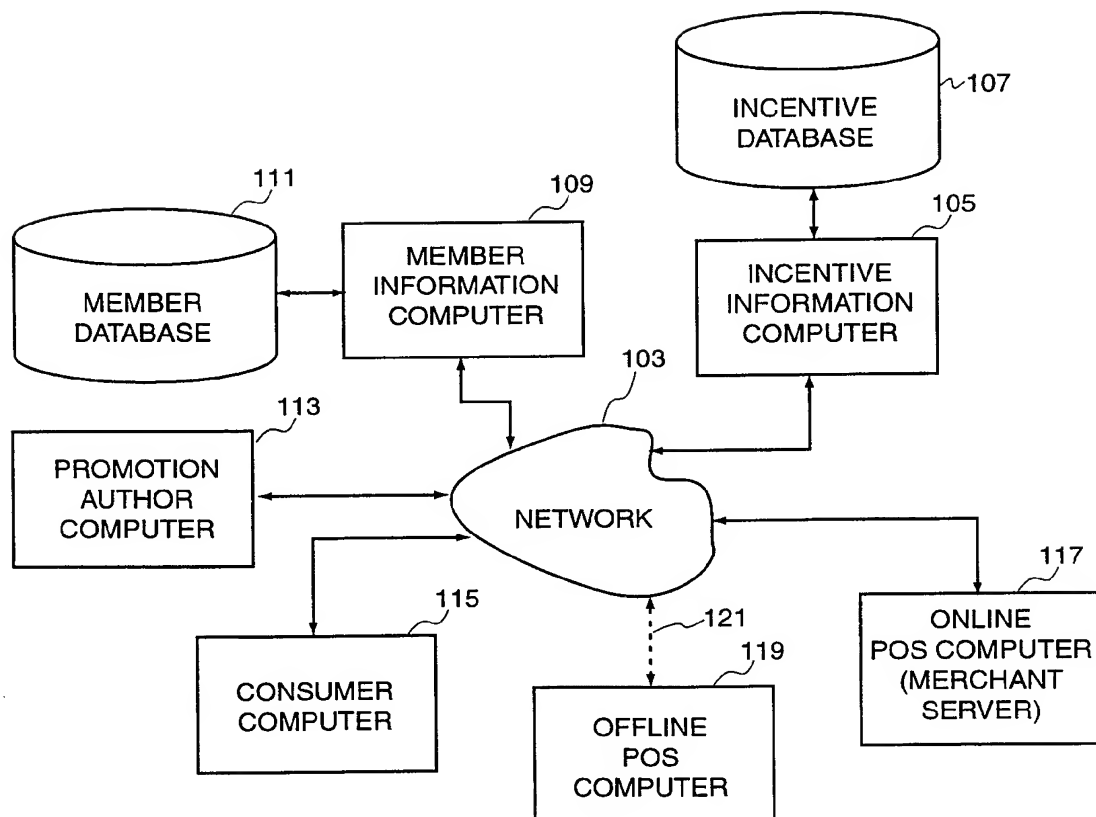 107
INCENTIVE
DATABASE
111
109
105
MEMBER
DATABASE
MEMBER
INFORMATION
COMPUTER
INCENTIVE
INFORMATION
COMPUTER
103
113
PROMOTION
AUTHOR
COMPUTER
NETWORK
117
115
121
119
ONLINE
POS COMPUTER
(MERCHANT
SERVER)
CONSUMER
COMPUTER
OFFLINE
POS
COMPUTER